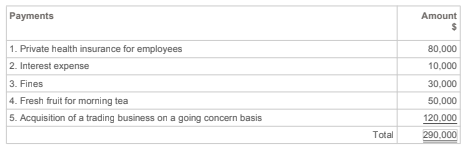 Payments Amount
$
1. Private health insurance for employees 80,000
2. Interest expense 10,000
3. Fines 30,000
4. Fresh fruit for morning tea 50,000
5. Acquisition of a trading business on a going concern basis 120,000
Total 290,000